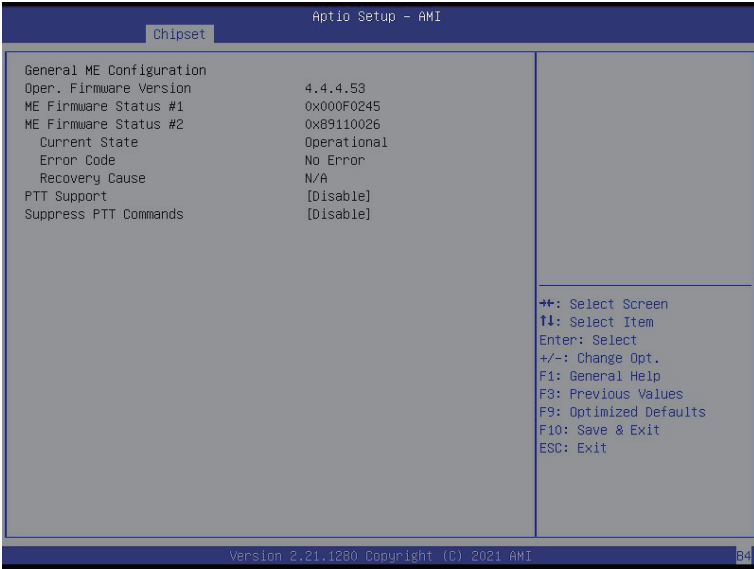 Aptio Setup – AMI
Chipset
General ME Configuration
Oper. Firmware Version 4.4.4.53
ME Firmware Status #1 0x000F0245
ME Firmware Status #2 0x89110026
Current State Operational
Error Code No Error
Recovery Cause N/A
PTT Support [Disable]
Suppress PTT Commands [Disable]
→←: Select Screen
↑↓: Select Item
Enter: Select
+/-: Change Opt.
F1: General Help
F3: Previous Values
F9: Optimized Defaults
F10: Save & Exit
ESC: Exit
Version 2.21.1280 Copyright (C) 2021 AMI
B4